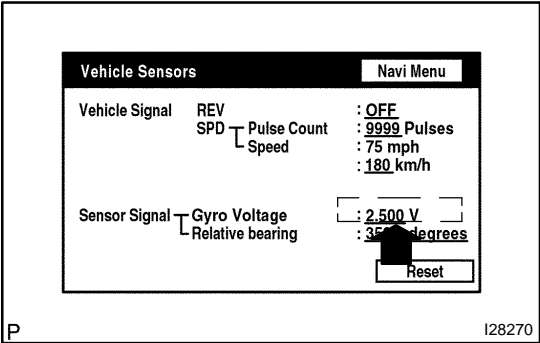 Vehicle Sensors Navi Menu
Vehicle Signal REV : OFF
SPD Pulse Count : 9999 Pulses
Speed : 75 mph
: 180 km/h
Sensor Signal Gyro Voltage : 2.500 V
Relative bearing : degrees
Reset
P I28270